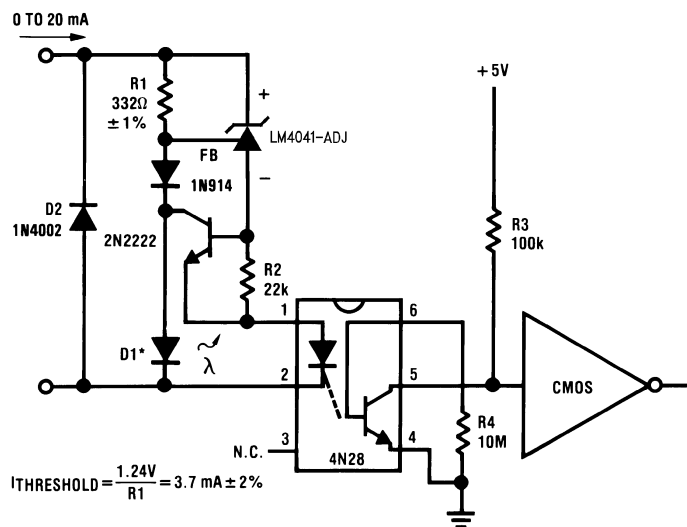 0 TO 20 mA
R1
332Ω
±1%
+
LM4041-ADJ
FB
−
1N914
+5V
D2
1N4002
2N2222
R3
100k
R2
22k
1
6
D1*
λ
2
5
CMOS
R4
10M
3
N.C.
4
4N28
ITHRESHOLD = 1.24V / R1 = 3.7 mA ± 2%